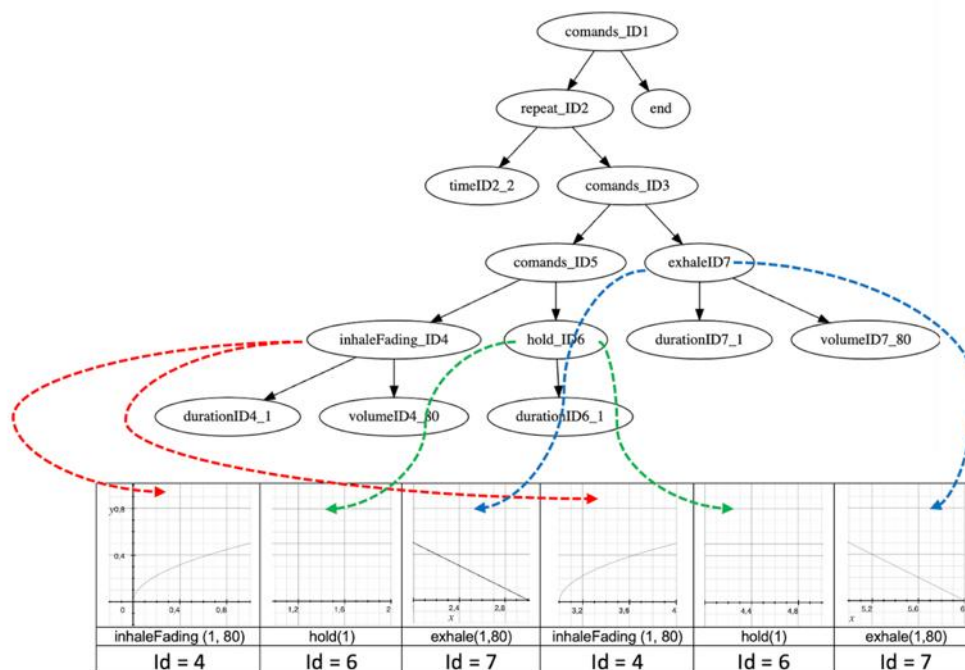 comands_ID1
repeat_ID2
end
timeID2_2
comands_ID3
comands_ID5
exhaleID7
inhaleFading_ID4
hold_ID6
durationID7_1
volumeID7_80
durationID4_1
volumeID4_80
durationID6_1
y0,8
0,4
0 0,4 0,8
1,2 1,6 2
2,4 2,8
x
3,2 3,6 4
4,4 4,8
5,2 5,6 6
x
inhaleFading (1, 80) hold(1) exhale(1,80) inhaleFading (1, 80) hold(1) exhale(1,80)
Id = 4 Id = 6 Id = 7 Id = 4 Id = 6 Id = 7